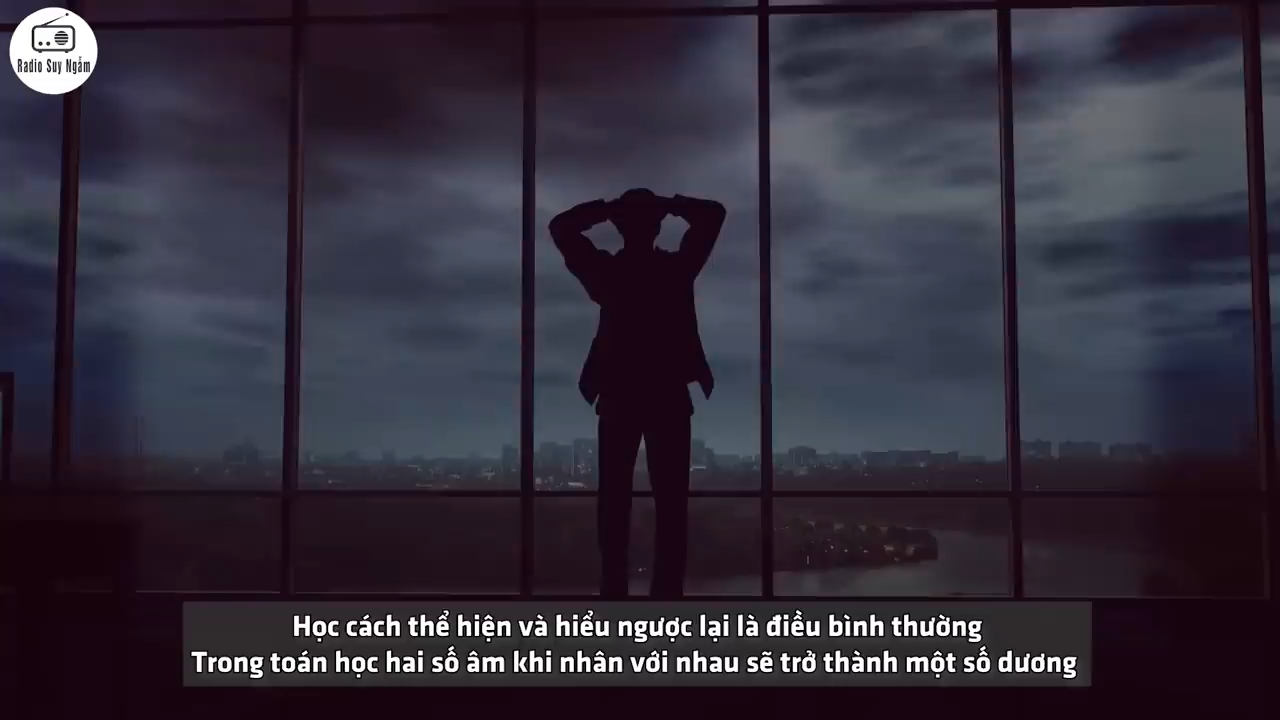 Radio Suy Ngẫm
Học cách thể hiện và hiểu ngược lại là điều bình thường
Trong toán học hai số âm khi nhân với nhau sẽ trở thành một số dương